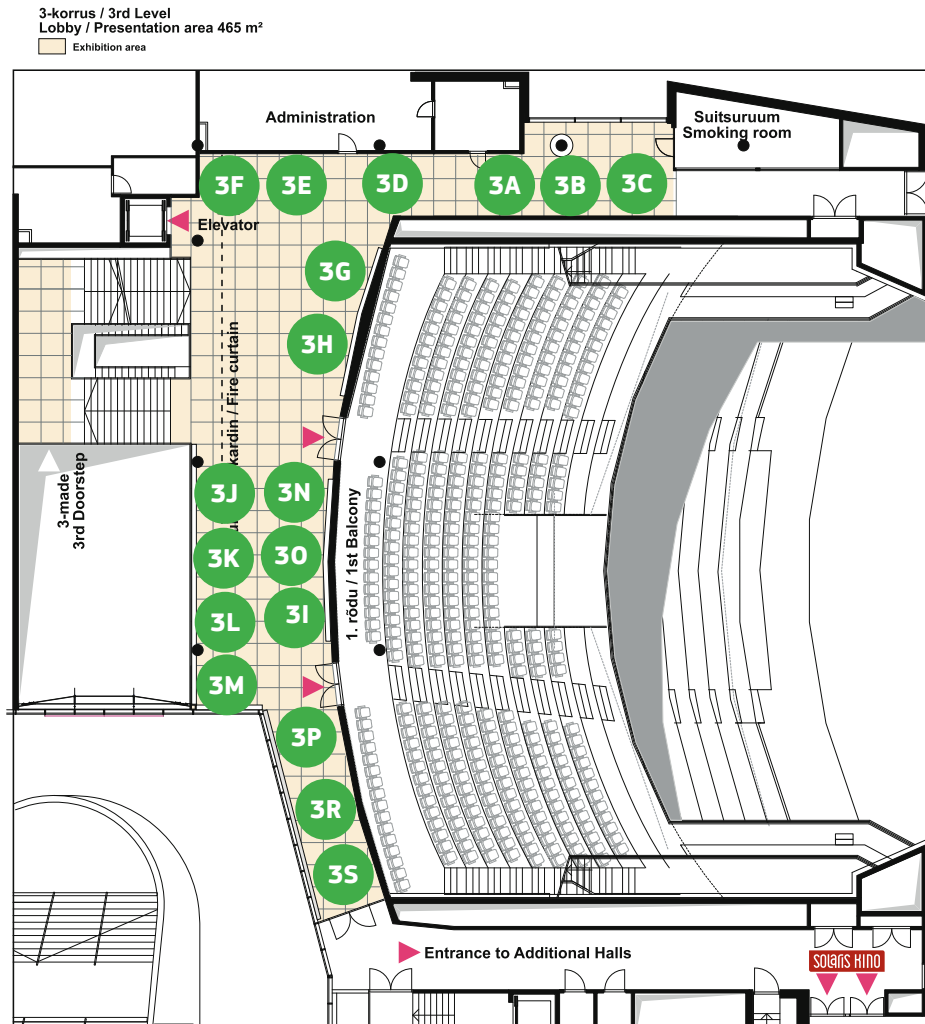 3-korrus / 3rd Level
Lobby / Presentation area 465 m²
Exhibition area
Administration
Suitsuruum
Smoking room
3F
3E
3D
3A
3B
3C
Elevator
3G
3H
kardin / Fire curtain
3-made
3rd Doorstep
3J
3N
3K
3O
3L
3I
3M
1. rõdu / 1st Balcony
3P
3R
3S
Entrance to Additional Halls
SOLARIS KINO